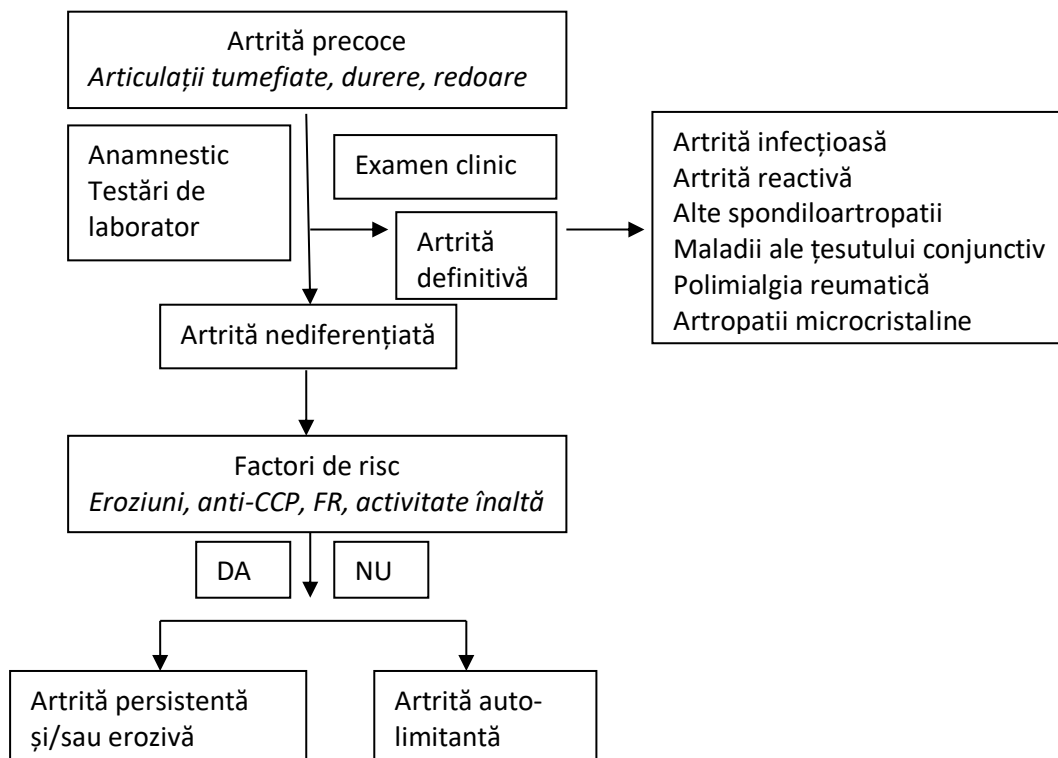 Artrită precoce
Articulații tumefiate, durere, redoare
Anamnestic
Testări de
laborator
Examen clinic
Artrită
definitivă
Artrită infecțioasă
Artrită reactivă
Alte spondiloartropatii
Maladii ale țesutului conjunctiv
Polimialgia reumatică
Artropatii microcristaline
Artrită nediferențiată
Factori de risc
Eroziuni, anti-CCP, FR, activitate înaltă
DA
NU
Artrită persistentă
și/sau erozivă
Artrită auto-
limitantă